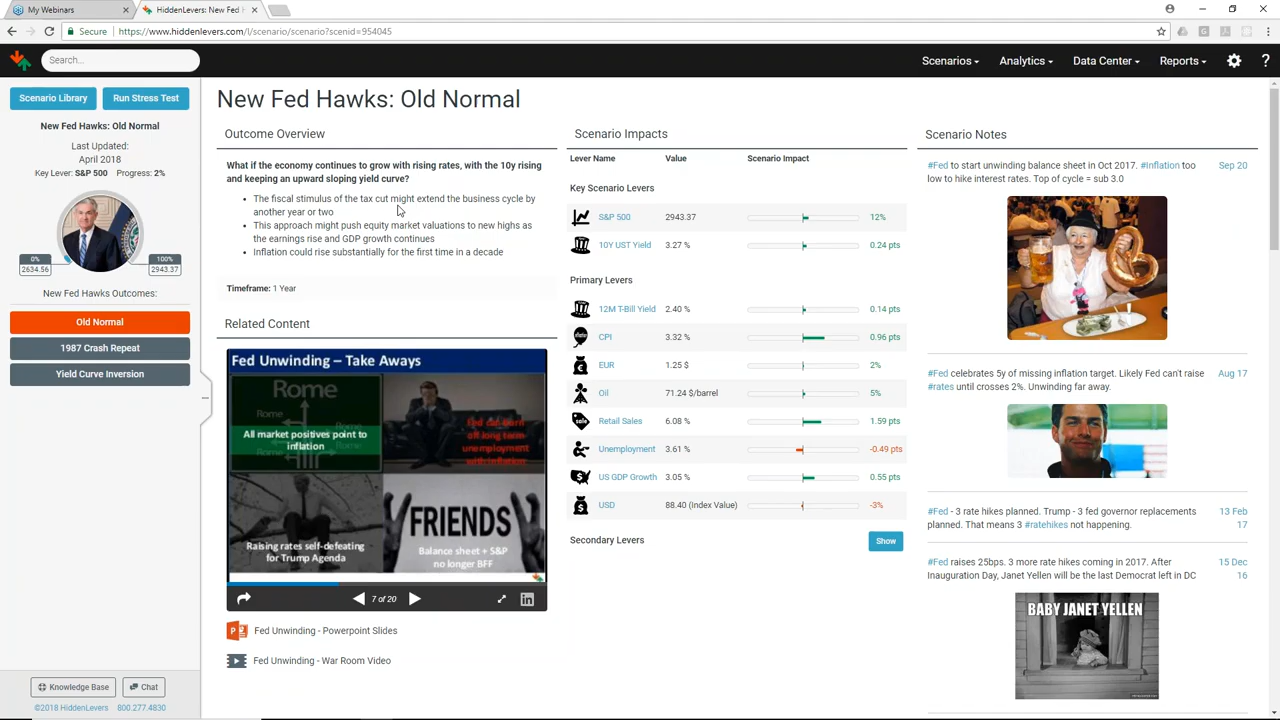 My Webinars
HiddenLevers: New Fed H
Secure
https://www.hiddenlevers.com/l/scenario/scenario?scenid=954045
Search...
Scenarios
Analytics
Data Center
Reports
?
Scenario Library
Run Stress Test
New Fed Hawks: Old Normal
Last Updated:
April 2018
Key Lever: S&P 500 Progress: 2%
0%
2634.56
100%
2943.37
New Fed Hawks Outcomes:
Old Normal
1987 Crash Repeat
Yield Curve Inversion
Knowledge Base
Chat
©2018 HiddenLevers 800.277.4830
New Fed Hawks: Old Normal
Outcome Overview
What if the economy continues to grow with rising rates, with the 10y rising
and keeping an upward sloping yield curve?
• The fiscal stimulus of the tax cut might extend the business cycle by
another year or two
• This approach might push equity market valuations to new highs as
the earnings rise and GDP growth continues
• Inflation could rise substantially for the first time in a decade
Timeframe: 1 Year
Related Content
Fed Unwinding – Take Aways
Rome
Rome
All market positives point to
inflation
Fed can worn
off long term
unemployment
with inflation
Raising rates self-defeating
for Trump Agenda
FRIENDS
Balance sheet + S&P
no longer BFF
7 of 20
Fed Unwinding - Powerpoint Slides
Fed Unwinding - War Room Video
Scenario Impacts
Lever Name Value Scenario Impact
Key Scenario Levers
S&P 500 2943.37 12%
10Y UST Yield 3.27 % 0.24 pts
Primary Levers
12M T-Bill Yield 2.40 % 0.14 pts
CPI 3.32 % 0.96 pts
EUR 1.25 $ 2%
Oil 71.24 $/barrel 5%
Retail Sales 6.08 % 1.59 pts
Unemployment 3.61 % -0.49 pts
US GDP Growth 3.05 % 0.55 pts
USD 88.40 (Index Value) -3%
Secondary Levers
Show
Scenario Notes
#Fed to start unwinding balance sheet in Oct 2017. #Inflation too
low to hike interest rates. Top of cycle = sub 3.0
Sep 20
#Fed celebrates 5y of missing inflation target. Likely Fed can't raise
#rates until crosses 2%. Unwinding far away.
Aug 17
#Fed - 3 rate hikes planned. Trump - 3 fed governor replacements
planned. That means 3 #ratehikes not happening.
13 Feb
17
#Fed raises 25bps. 3 more rate hikes coming in 2017. After
Inauguration Day, Janet Yellen will be the last Democrat left in DC
15 Dec
16
BABY JANET YELLEN